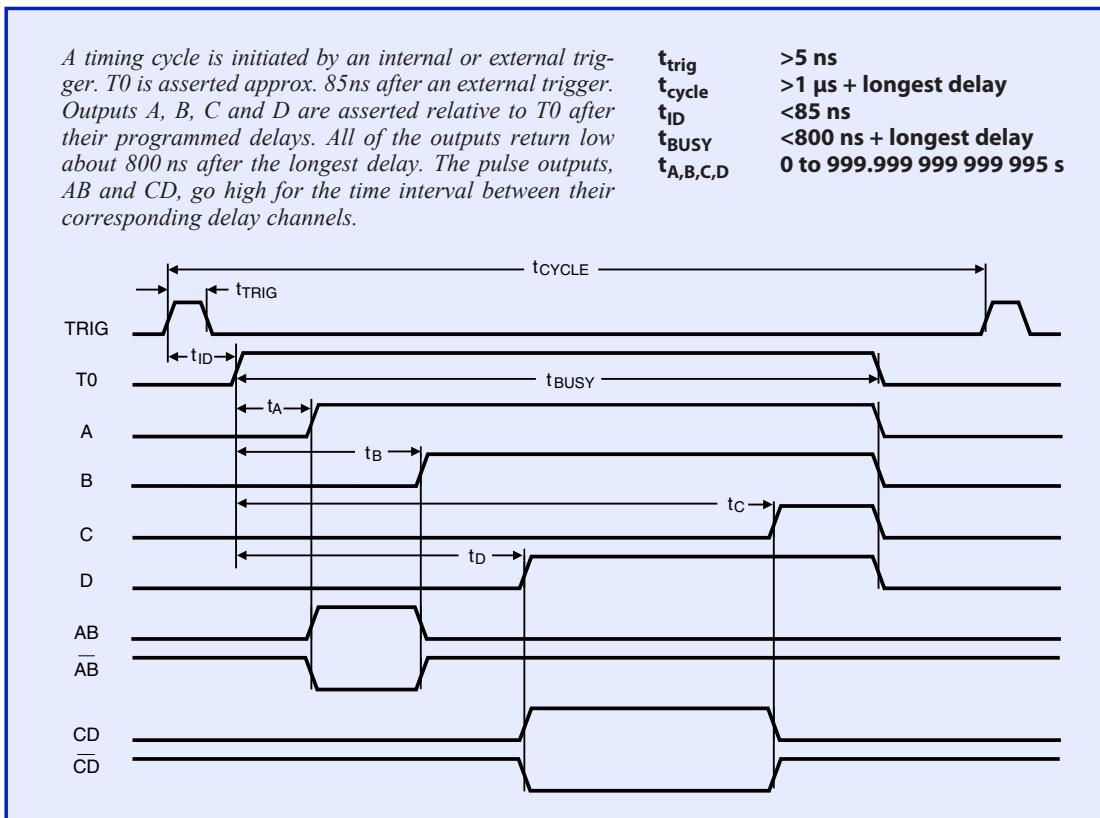 A timing cycle is initiated by an internal or external trig-
ger. T0 is asserted approx. 85ns after an external trigger.
Outputs A, B, C and D are asserted relative to T0 after
their programmed delays. All of the outputs return low
about 800 ns after the longest delay. The pulse outputs,
AB and CD, go high for the time interval between their
corresponding delay channels.
ttrig >5 ns
tcycle >1 µs + longest delay
tID <85 ns
tBUSY <800 ns + longest delay
tA,B,C,D 0 to 999.999 999 999 995 s
tCYCLE
tTRIG
TRIG
tID
T0
tBUSY
tA
A
tB
B
tC
C
tD
D
AB
A̅B̅
CD
C̅D̅